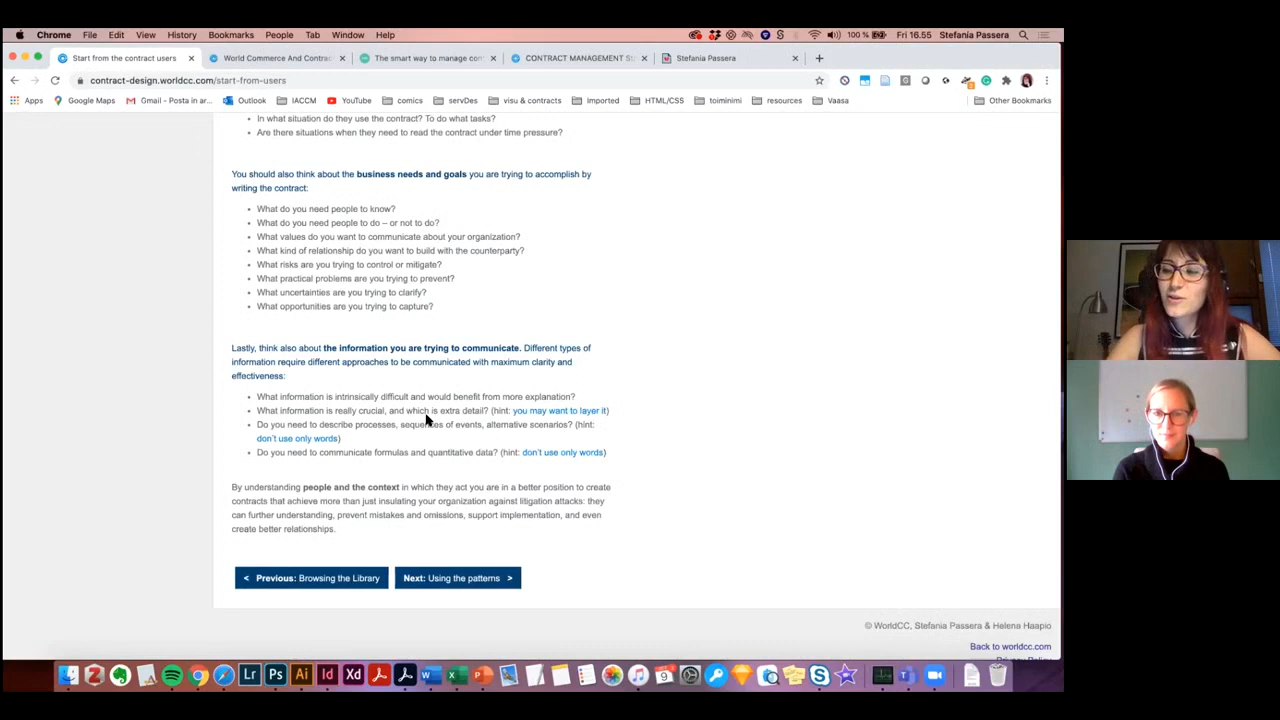 Chrome File Edit View History Bookmarks People Tab Window Help
100 % Fri 16.55 Stefania Passera
Start from the contract users
World Commerce And Contrac
The smart way to manage con
CONTRACT MANAGEMENT S
Stefania Passera
contract-design.worldcc.com/start-from-users
Apps Google Maps Gmail - Posta in ar... Outlook IACCM YouTube comics servDes visu & contracts Imported HTML/CSS toiminimi resources Vaasa Other Bookmarks
• In what situation do they use the contract? To do what tasks?
• Are there situations when they need to read the contract under time pressure?
You should also think about the business needs and goals you are trying to accomplish by
writing the contract:
• What do you need people to know?
• What do you need people to do – or not to do?
• What values do you want to communicate about your organization?
• What kind of relationship do you want to build with the counterparty?
• What risks are you trying to control or mitigate?
• What practical problems are you trying to prevent?
• What uncertainties are you trying to clarify?
• What opportunities are you trying to capture?
Lastly, think also about the information you are trying to communicate. Different types of
information require different approaches to be communicated with maximum clarity and
effectiveness:
• What information is intrinsically difficult and would benefit from more explanation?
• What information is really crucial, and which is extra detail? (hint: you may want to layer it)
• Do you need to describe processes, sequences of events, alternative scenarios? (hint:
don't use only words)
• Do you need to communicate formulas and quantitative data? (hint: don't use only words)
By understanding people and the context in which they act you are in a better position to create
contracts that achieve more than just insulating your organization against litigation attacks: they
can further understanding, prevent mistakes and omissions, support implementation, and even
create better relationships.
< Previous: Browsing the Library
Next: Using the patterns >
© WorldCC, Stefania Passera & Helena Haapio
Back to worldcc.com
Privacy Policy
Lr Ps Ai Id Xd